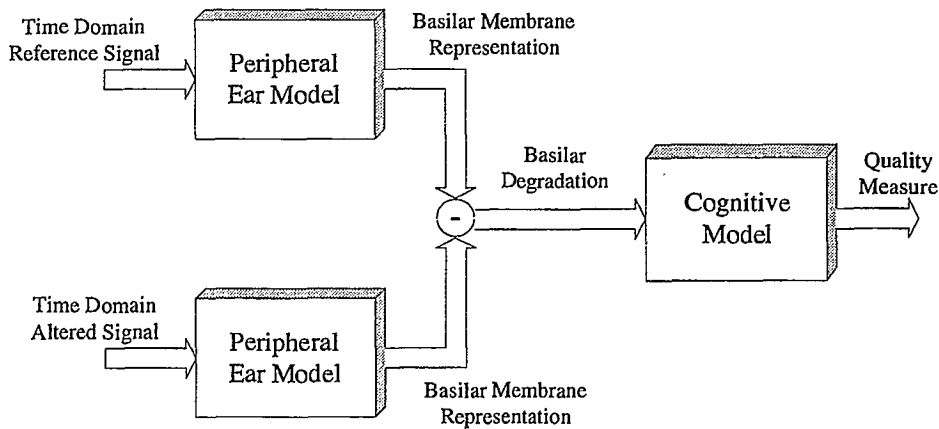 Time Domain
Reference Signal
Peripheral
Ear Model
Basilar Membrane
Representation
Basilar
Degradation
-
Cognitive
Model
Quality
Measure
Time Domain
Altered Signal
Peripheral
Ear Model
Basilar Membrane
Representation